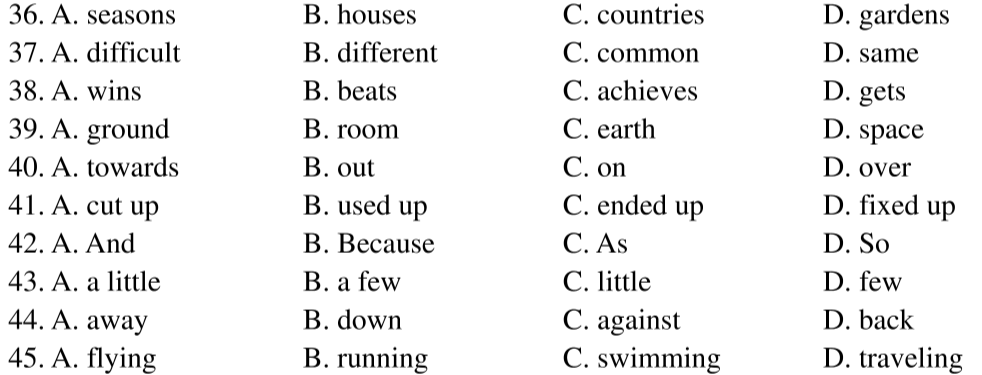 36. A. seasons B. houses C. countries D. gardens
37. A. difficult B. different C. common D. same
38. A. wins B. beats C. achieves D. gets
39. A. ground B. room C. earth D. space
40. A. towards B. out C. on D. over
41. A. cut up B. used up C. ended up D. fixed up
42. A. And B. Because C. As D. So
43. A. a little B. a few C. little D. few
44. A. away B. down C. against D. back
45. A. flying B. running C. swimming D. traveling